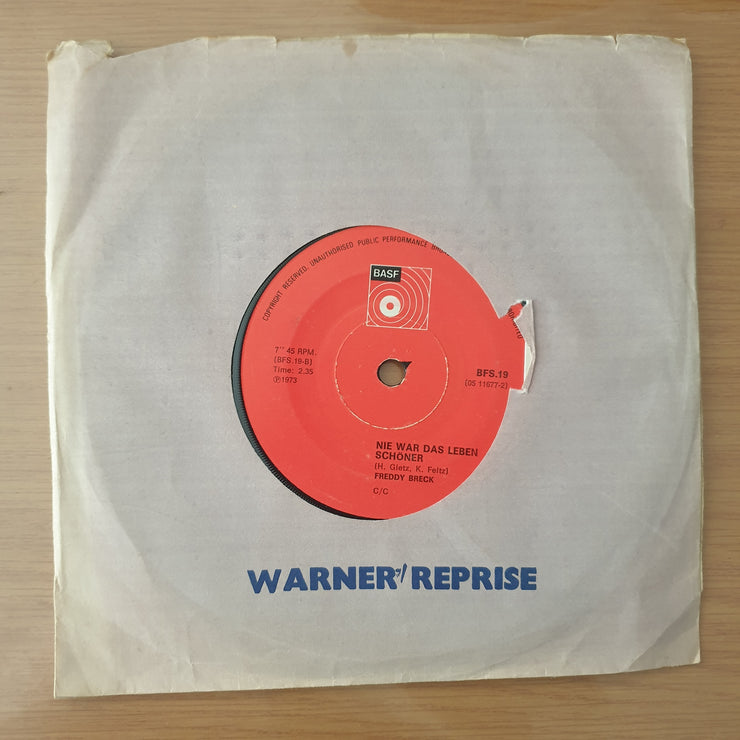 COPYRIGHT RESERVED. UNAUTHORISED PUBLIC PERFORMANCE
BASF
7" 45 RPM.
(BFS.19-B)
Time: 2.35
℗1973
BFS.19
(05 11677-2)
NIE WAR DAS LEBEN
SCHÖNER
(H. Gietz, K. Feltz)
FREDDY BRECK
C/C
WARNER/REPRISE